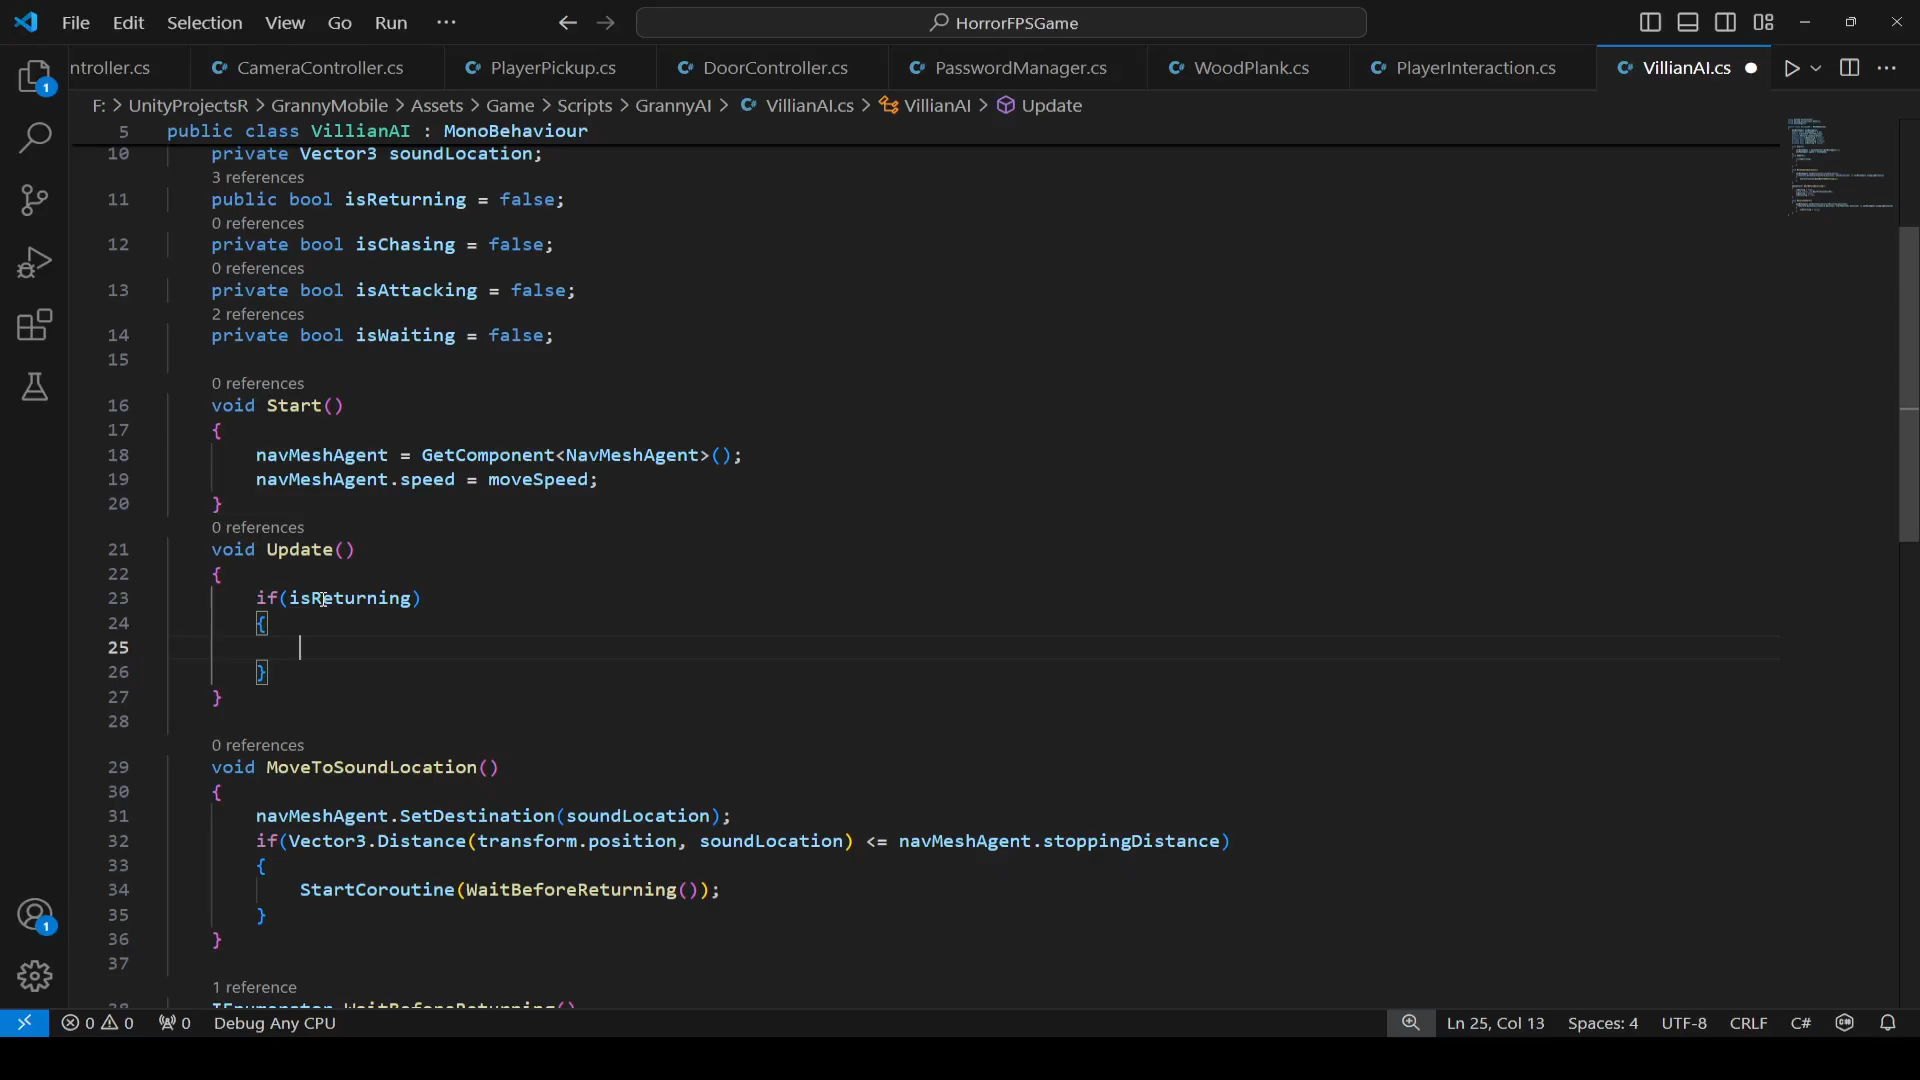 File Edit Selection View Go Run ··· HorrorFPSGame
ntroller.cs CameraController.cs PlayerPickup.cs DoorController.cs PasswordManager.cs WoodPlank.cs PlayerInteraction.cs VillianAI.cs
F: > UnityProjectsR > GrannyMobile > Assets > Game > Scripts > GrannyAI > VillianAI.cs > VillianAI > Update
5 public class VillianAI : MonoBehaviour
10 private Vector3 soundLocation;
3 references
11 public bool isReturning = false;
0 references
12 private bool isChasing = false;
0 references
13 private bool isAttacking = false;
2 references
14 private bool isWaiting = false;
15
0 references
16 void Start()
17 {
18 navMeshAgent = GetComponent<NavMeshAgent>();
19 navMeshAgent.speed = moveSpeed;
20 }
0 references
21 void Update()
22 {
23 if(isReturning)
24 {
25
26 }
27 }
28
0 references
29 void MoveToSoundLocation()
30 {
31 navMeshAgent.SetDestination(soundLocation);
32 if(Vector3.Distance(transform.position, soundLocation) <= navMeshAgent.stoppingDistance)
33 {
34 StartCoroutine(WaitBeforeReturning());
35 }
36 }
37
1 reference
38 IEnumerator WaitBeforeReturning()
0 0 0 Debug Any CPU Ln 25, Col 13 Spaces: 4 UTF-8 CRLF C#
1
1